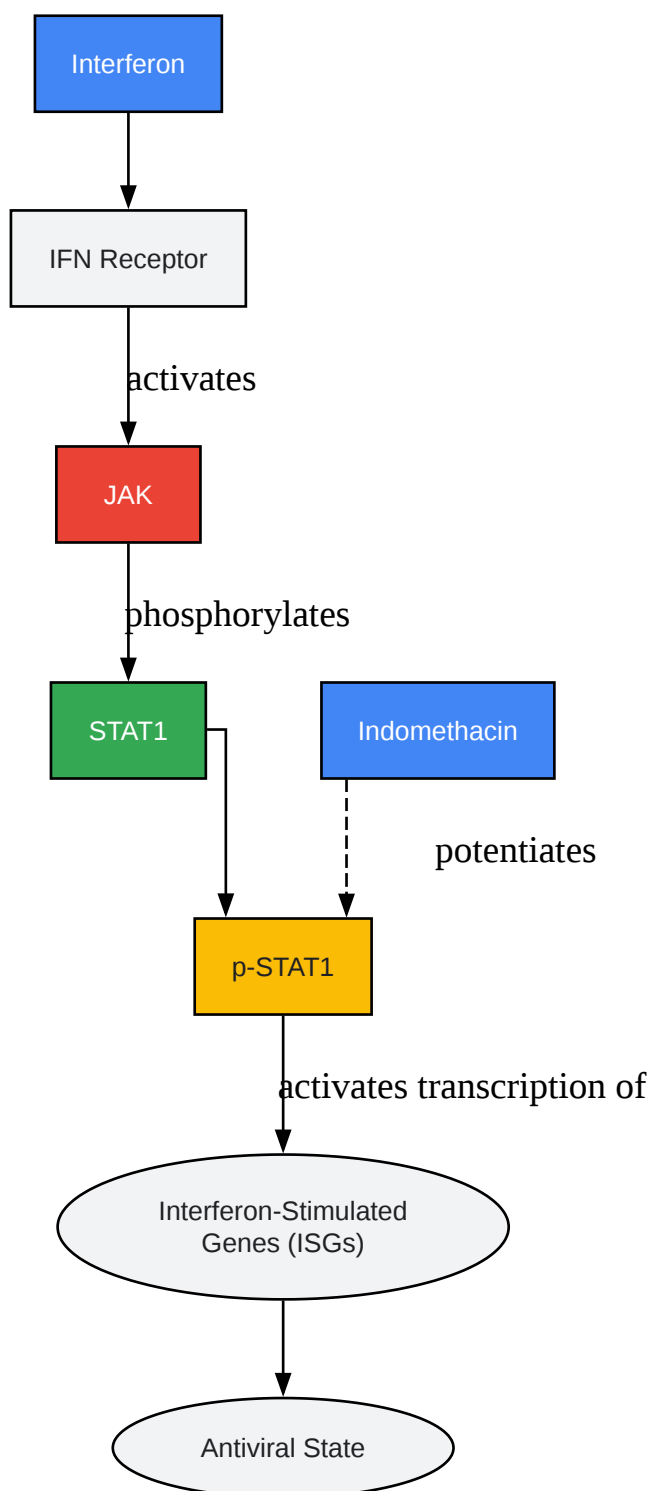 Interferon
IFN Receptor
activates
JAK
phosphorylates
STAT1
Indomethacin
potentiates
p-STAT1
activates transcription of
Interferon-Stimulated
Genes (ISGs)
Antiviral State